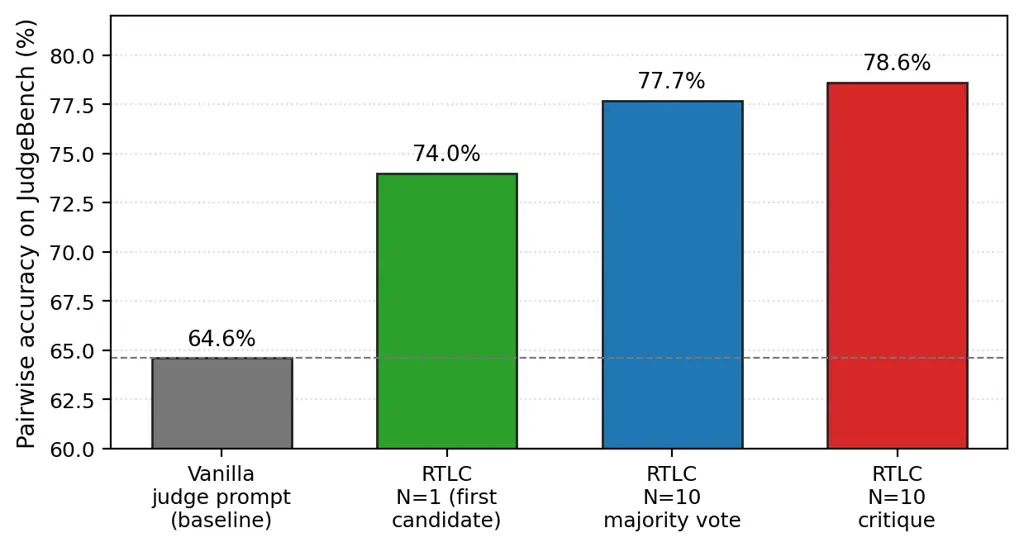 Pairwise accuracy on JudgeBench (%)
80.0
77.5
75.0
72.5
70.0
67.5
65.0
62.5
60.0
64.6%
74.0%
77.7%
78.6%
Vanilla
judge prompt
(baseline)
RTLC
N=1 (first
candidate)
RTLC
N=10
majority vote
RTLC
N=10
critique